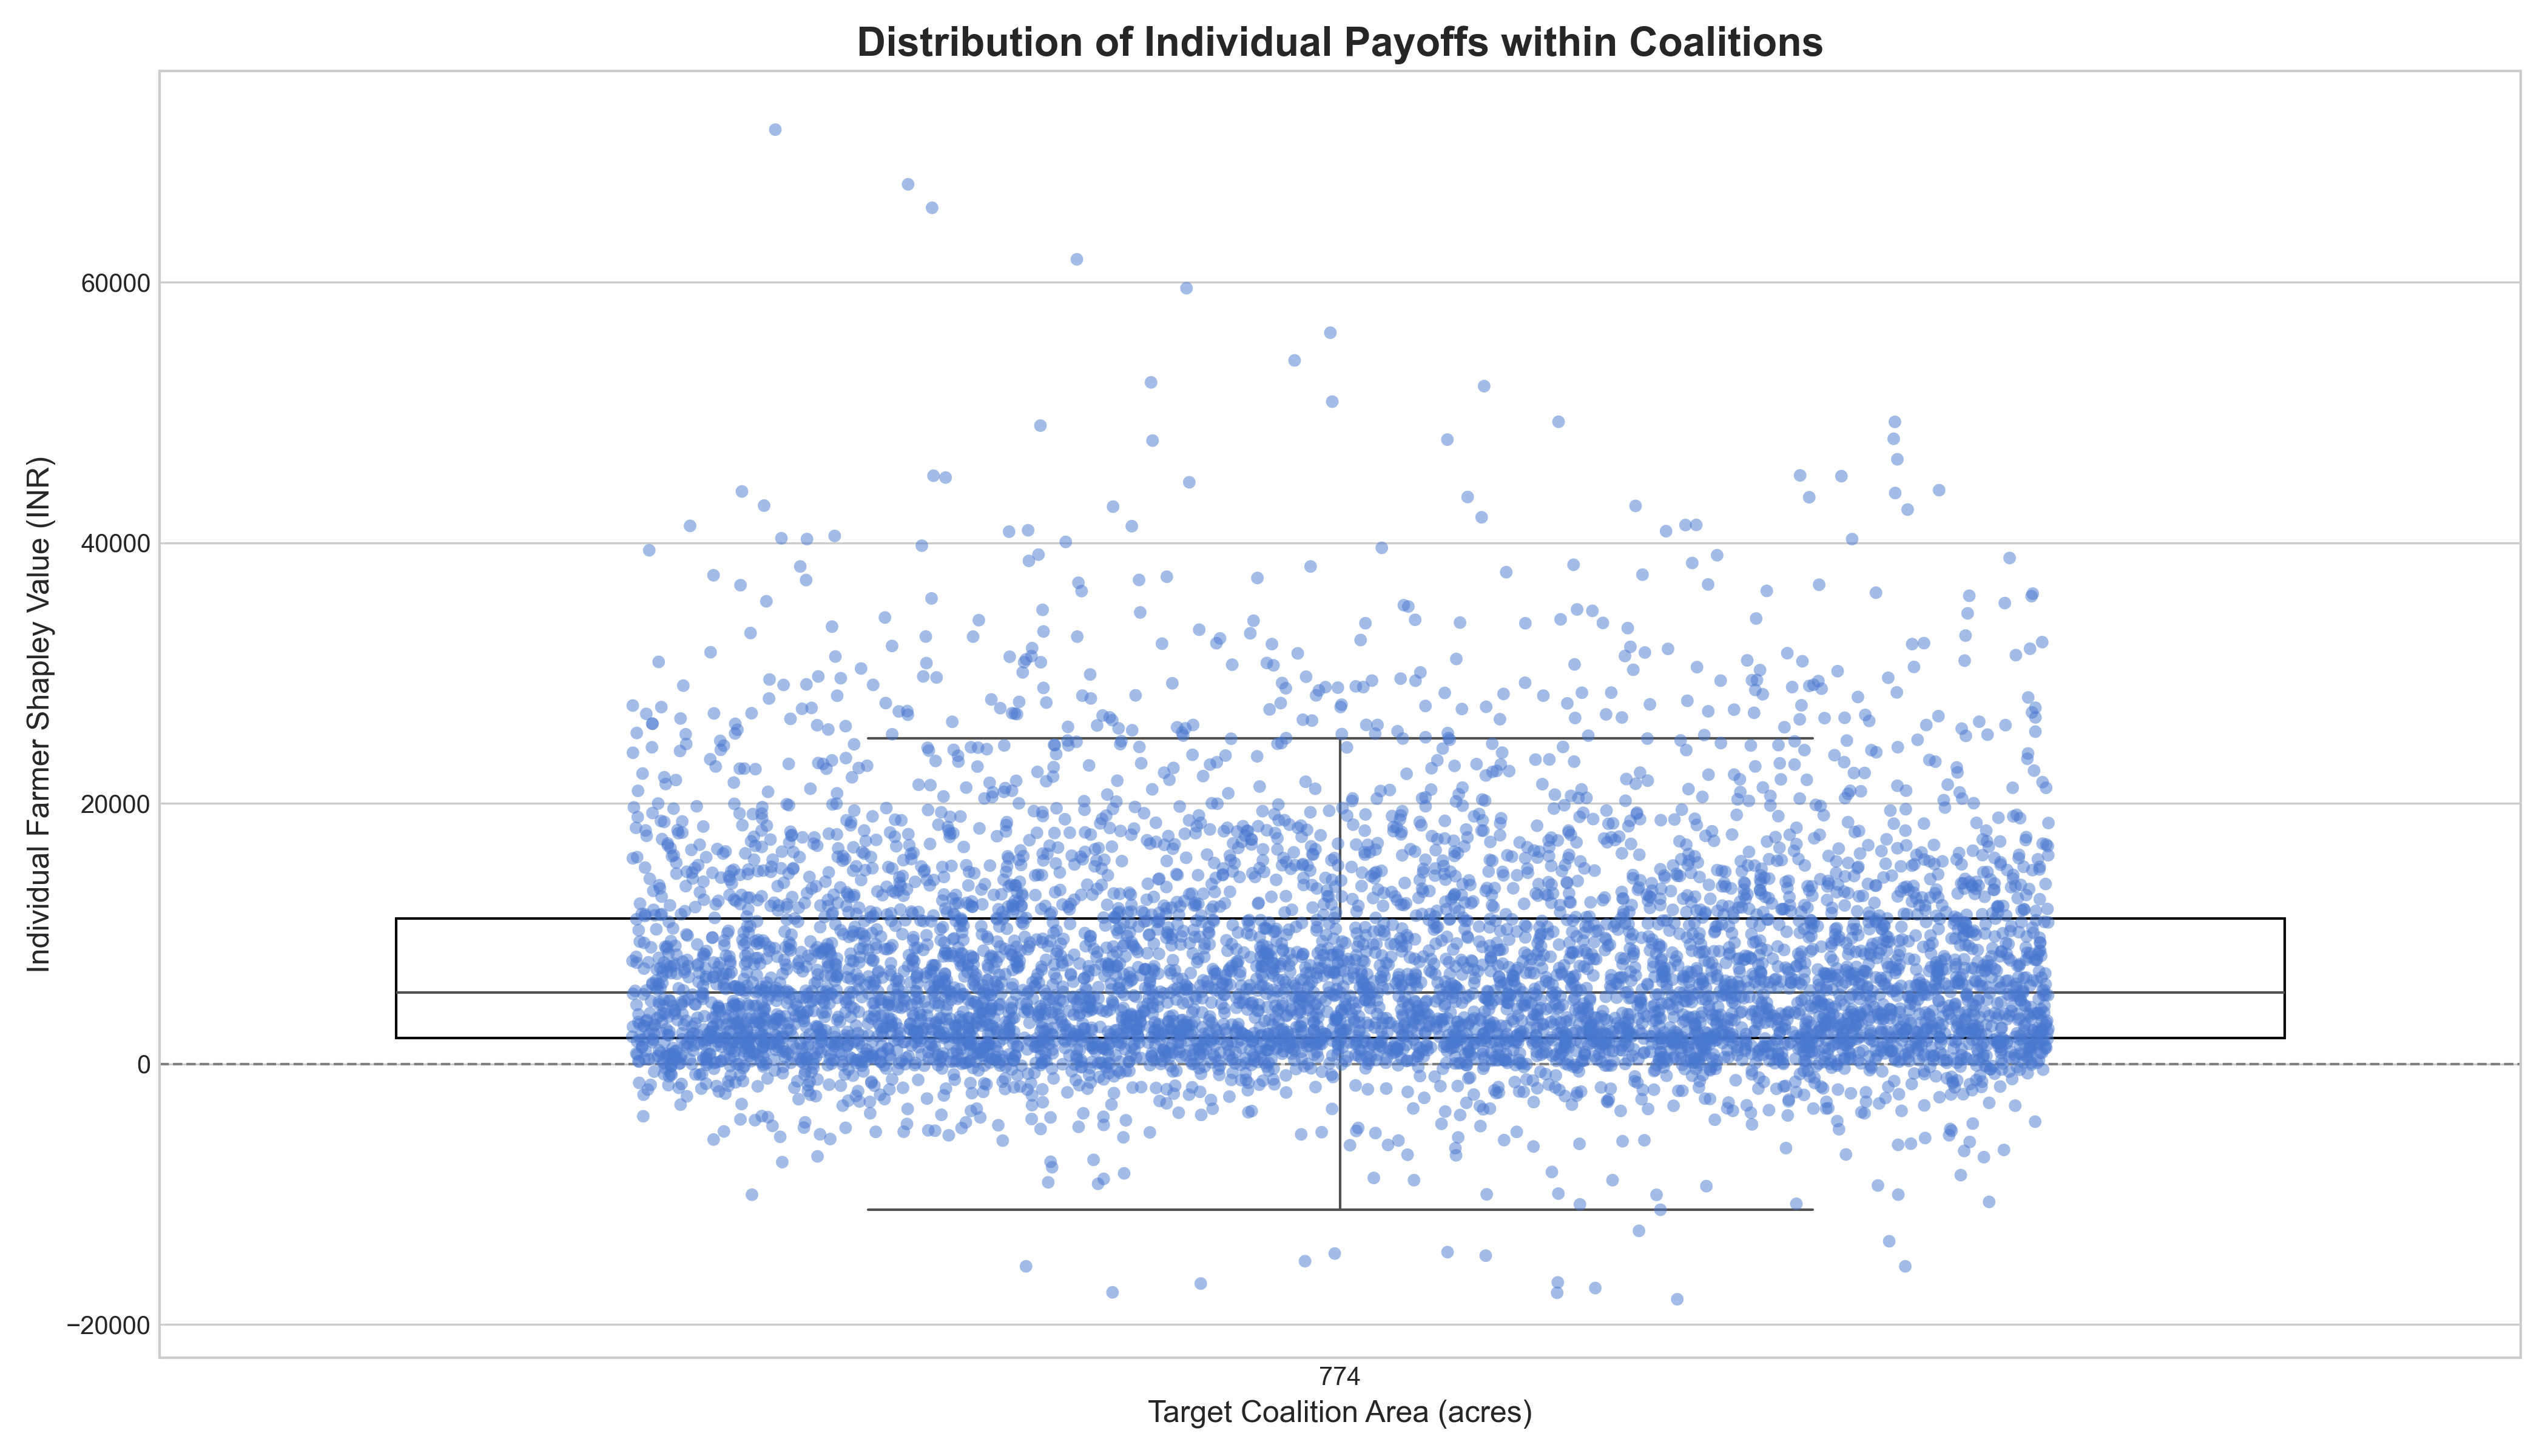 Distribution of Individual Payoffs within Coalitions
Individual Farmer Shapley Value (INR)
60000
40000
20000
0
−20000
774
Target Coalition Area (acres)